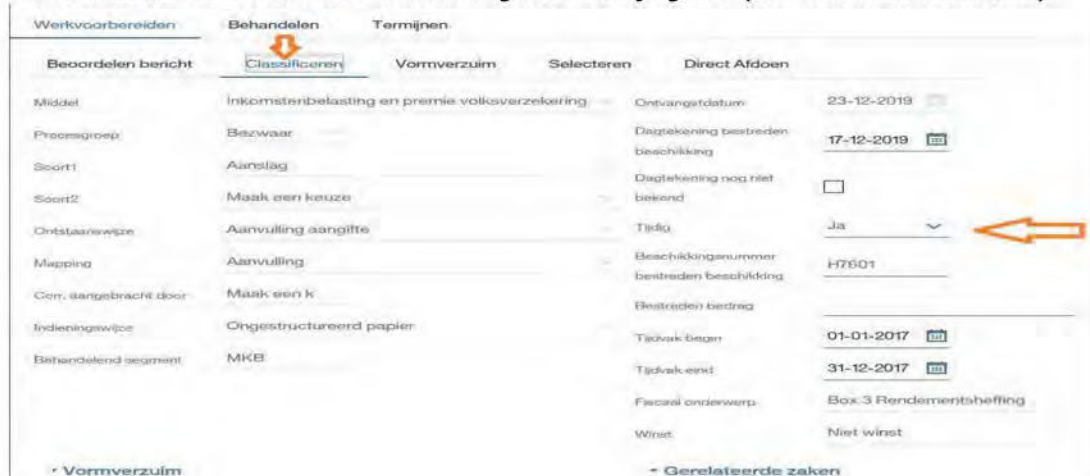 Werkvoorbereiden Behandelen Termijnen
Beoordelen bericht Classificeren Vormverzuim Selecteren Direct Afdoen
Middel Inkomstenbelasting en premie volksverzekering
Procesgroep Bezwaar
Soort1 Aanslag
Soort2 Maak een keuze
Ontstaanswijze Aanvulling aangifte
Mapping Aanvulling
Corr. aangebracht door Maak een k
Indieningswijze Ongestructureerd papier
Behandelend segment MKB
Ontvangstdatum 23-12-2019
Dagtekening bestreden
beschikking 17-12-2019
Dagtekening nog niet
bekend
Tijdig Ja
Beschikkingsnummer
bestreden beschikking H7601
Bestreden bedrag
Tijdvak begin 01-01-2017
Tijdvak eind 31-12-2017
Fiscaal onderwerp Box 3 Rendementsheffing
Winst Niet winst
Vormverzuim Gerelateerde zaken